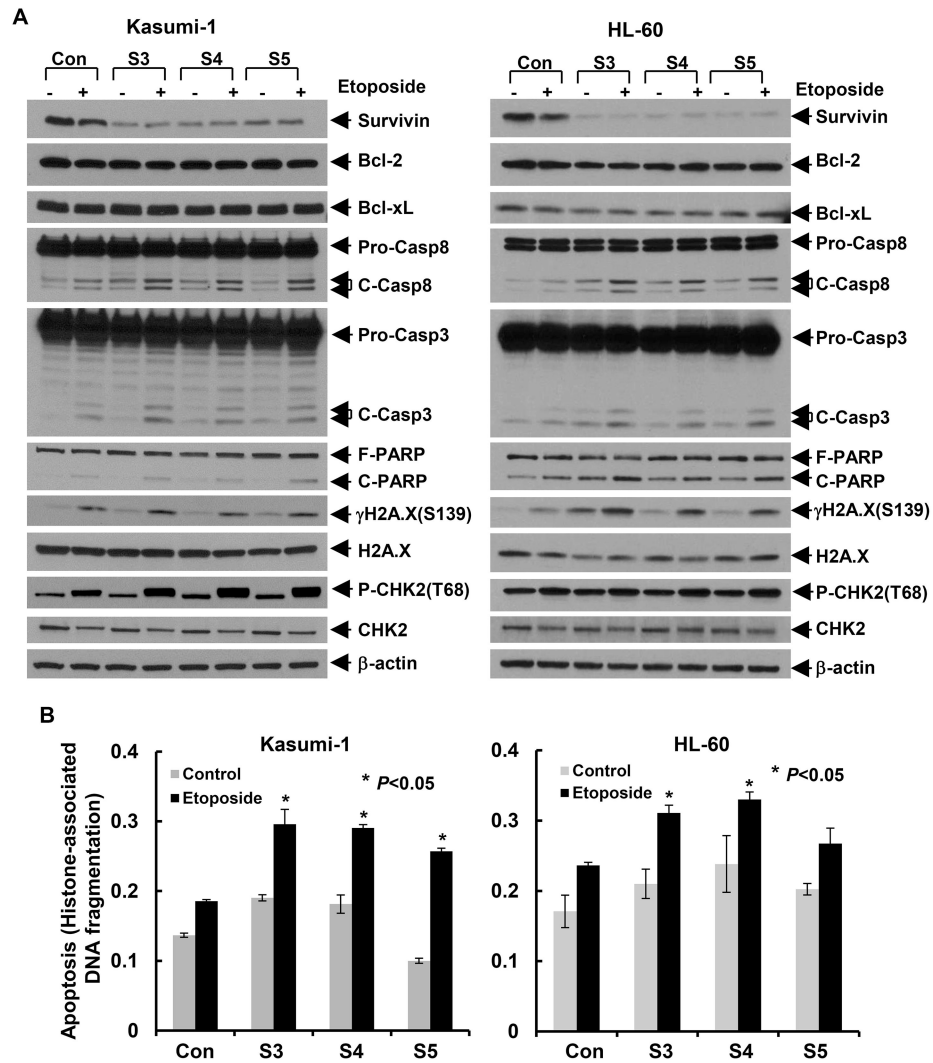 A
Kasumi-1
Con S3 S4 S5
- + - + - + - + Etoposide
Survivin
Bcl-2
Bcl-xL
Pro-Casp8
C-Casp8
Pro-Casp3
C-Casp3
F-PARP
C-PARP
γH2A.X(S139)
H2A.X
P-CHK2(T68)
CHK2
β-actin
HL-60
Con S3 S4 S5
- + - + - + - + Etoposide
Survivin
Bcl-2
Bcl-xL
Pro-Casp8
C-Casp8
Pro-Casp3
C-Casp3
F-PARP
C-PARP
γH2A.X(S139)
H2A.X
P-CHK2(T68)
CHK2
β-actin
B
Apoptosis (Histone-associated
DNA fragmentation)
Kasumi-1
Control
Etoposide
* P<0.05
* * *
0.4
0.3
0.2
0.1
0
Con S3 S4 S5
HL-60
Control
Etoposide
* P<0.05
* *
0.4
0.3
0.2
0.1
0
Con S3 S4 S5